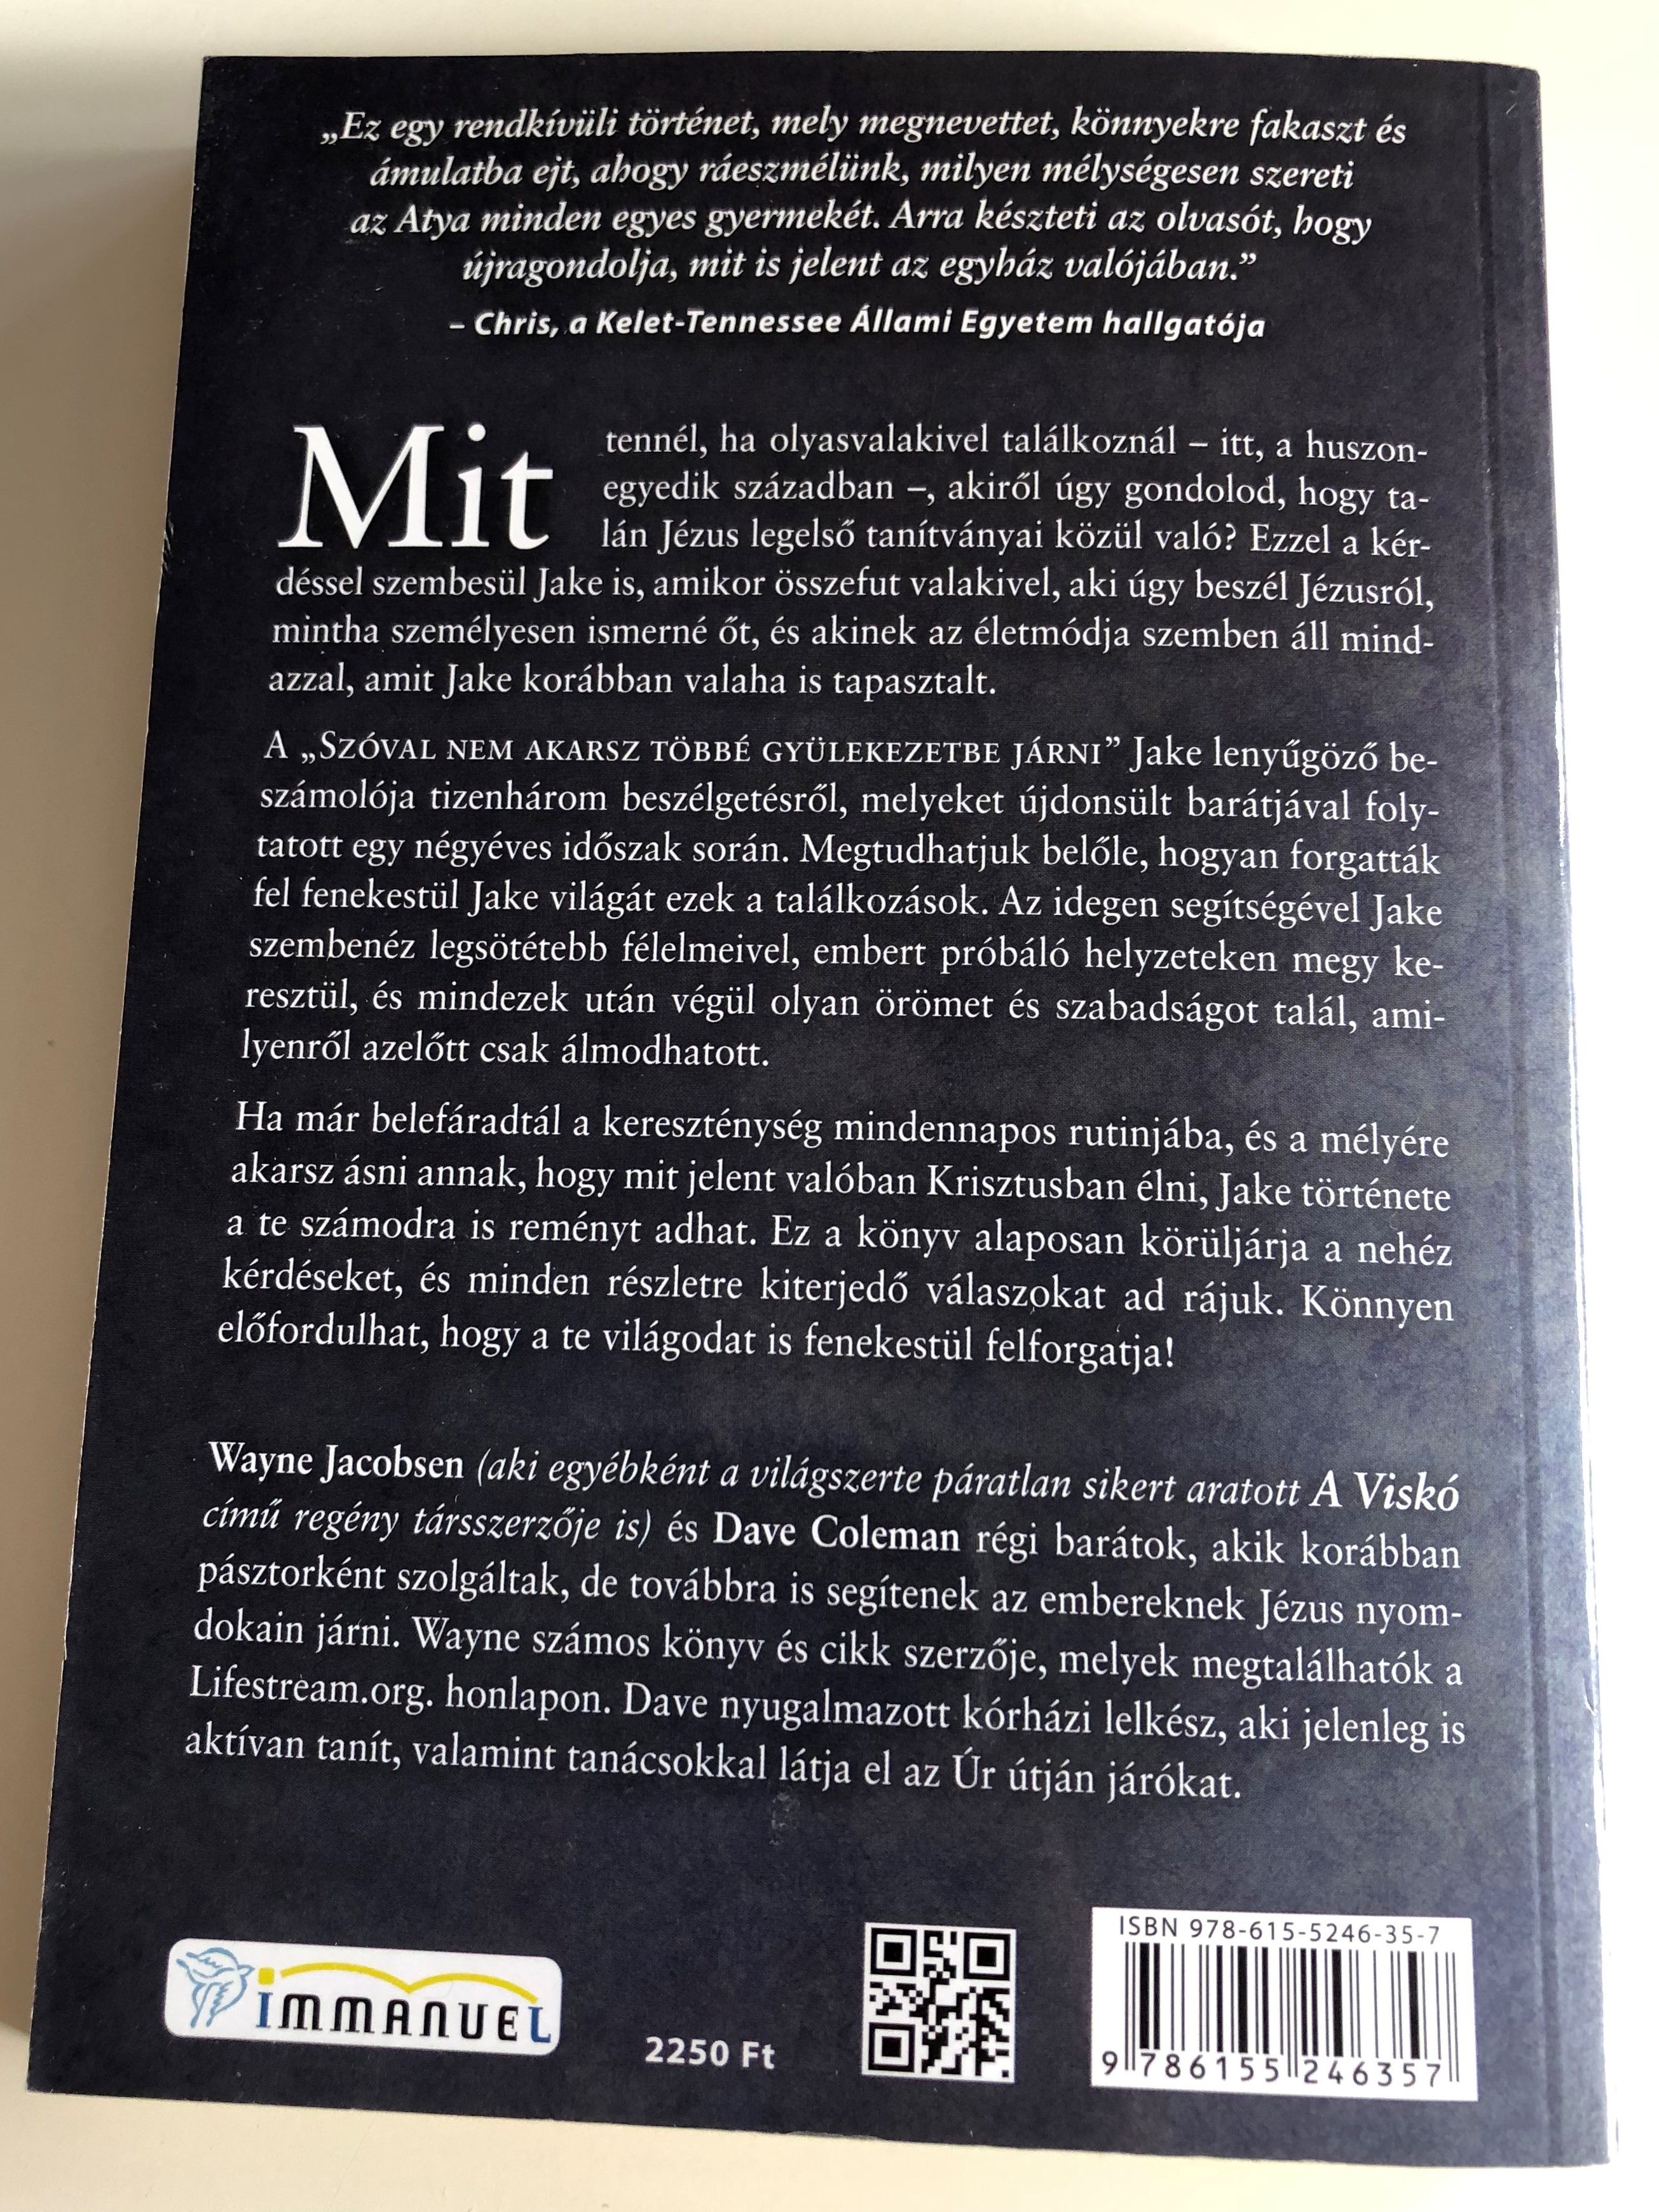 „Ez egy rendkívüli történet, mely megnevettet, könnyekre fakaszt és
ámulatba ejt, ahogy ráeszmélünk, milyen mélységesen szereti
az Atya minden egyes gyermekét. Arra készteti az olvasót, hogy
újragondolja, mit is jelent az egyház valójában.”
– Chris, a Kelet-Tennessee Állami Egyetem hallgatója
Mit tennél, ha olyasvalakivel találkoznál – itt, a huszon-
egyedik században –, akiről úgy gondolod, hogy ta-
lán Jézus legelső tanítványai közül való? Ezzel a kér-
déssel szembesül Jake is, amikor összefut valakivel, aki úgy beszél Jézusról,
mintha személyesen ismerné őt, és akinek az életmódja szemben áll mind-
azzal, amit Jake korábban valaha is tapasztalt.
A „SZÓVAL NEM AKARSZ TÖBBÉ GYÜLEKEZETBE JÁRNI” Jake lenyűgöző be-
számolója tizenhárom beszélgetésről, melyeket újdonsült barátjával foly-
tatott egy négyéves időszak során. Megtudhatjuk belőle, hogyan forgatták
fel fenekestül Jake világát ezek a találkozások. Az idegen segítségével Jake
szembenéz legsötétebb félelmeivel, embert próbáló helyzeteken megy ke-
resztül, és mindezek után végül olyan örömet és szabadságot talál, ami-
lyenről azelőtt csak álmodhatott.
Ha már belefáradtál a kereszténység mindennapos rutinjába, és a mélyére
akarsz ásni annak, hogy mit jelent valóban Krisztusban élni, Jake története
a te számodra is reményt adhat. Ez a könyv alaposan körüljárja a nehéz
kérdéseket, és minden részletre kiterjedő válaszokat ad rájuk. Könnyen
előfordulhat, hogy a te világodat is fenekestül felforgatja!
Wayne Jacobsen (aki egyébként a világszerte páratlan sikert aratott A Viskó
című regény társszerzője is) és Dave Coleman régi barátok, akik korábban
pásztorként szolgáltak, de továbbra is segítenek az embereknek Jézus nyom-
dokain járni. Wayne számos könyv és cikk szerzője, melyek megtalálhatók a
Lifestream.org. honlapon. Dave nyugalmazott kórházi lelkész, aki jelenleg is
aktívan tanít, valamint tanácsokkal látja el az Úr útján járókat.
IMMANUEL
2250 Ft
ISBN 978-615-5246-35-7
9 786155 246357